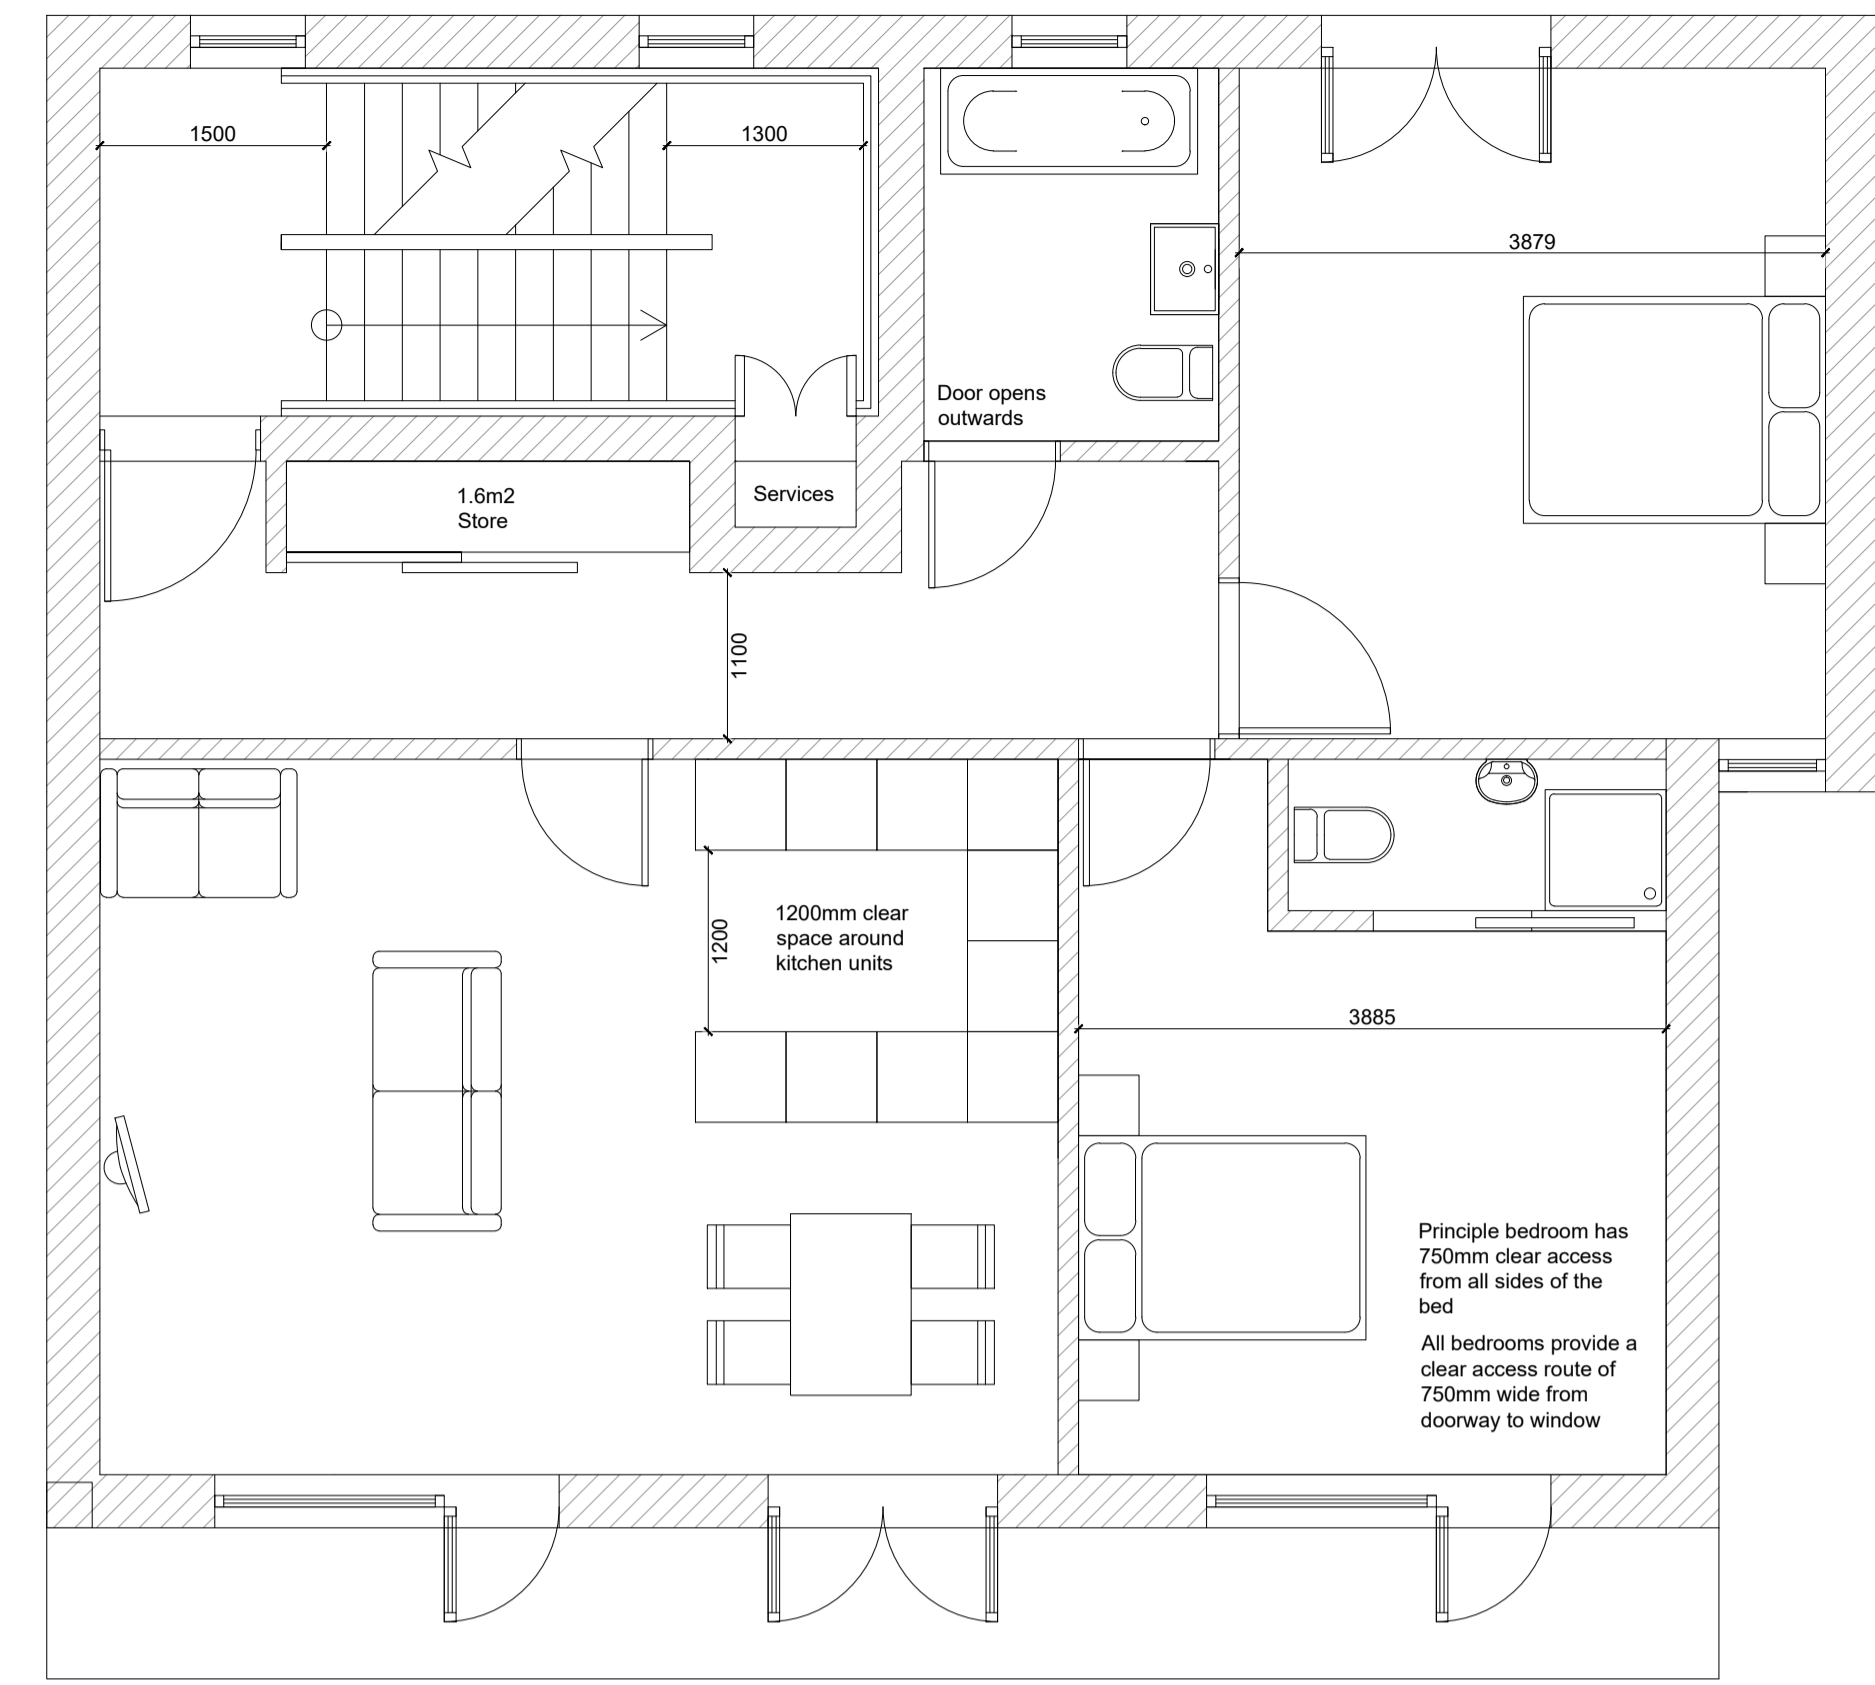 1500
1300
3879
Door opens
outwards
1.6m2
Store
Services
1100
1200
1200mm clear
space around
kitchen units
3885
Principle bedroom has
750mm clear access
from all sides of the
bed
All bedrooms provide a
clear access route of
750mm wide from
doorway to window